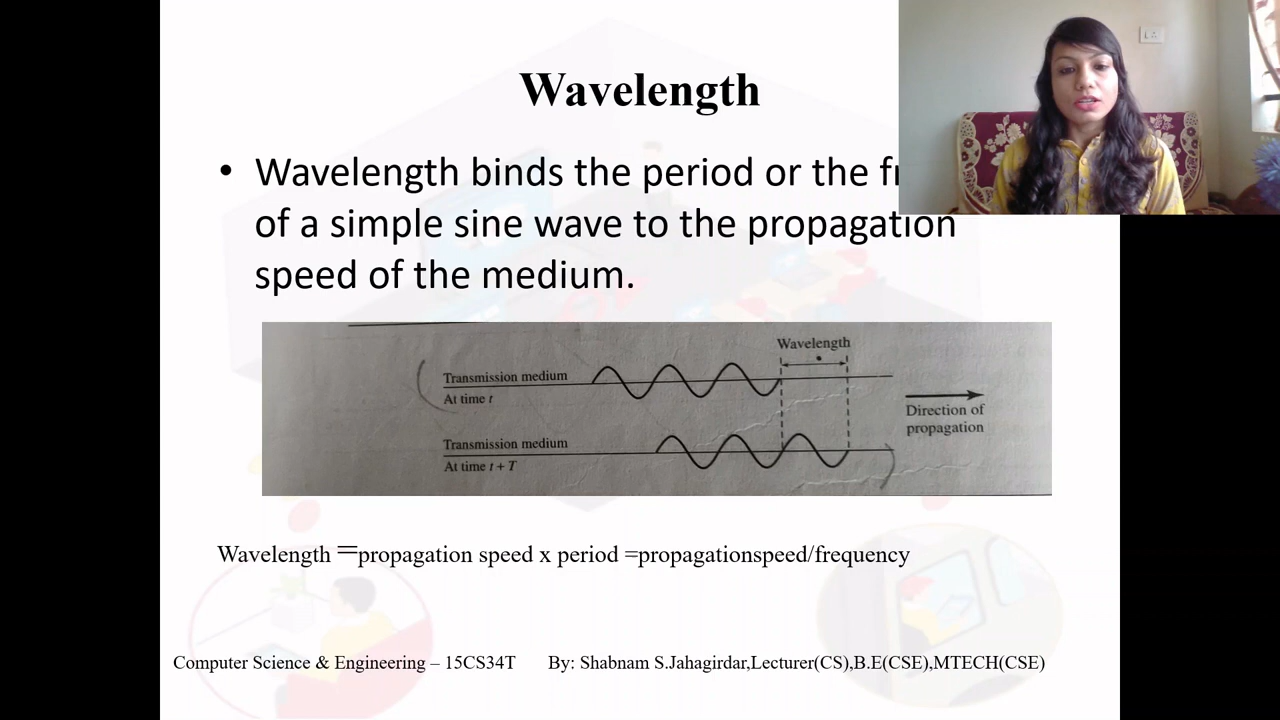 Wavelength
• Wavelength binds the period or the
of a simple sine wave to the propagation
speed of the medium.
Wavelength
Transmission medium
At time t
Direction of
propagation
Transmission medium
At time t + T
Wavelength =propagation speed x period =propagationspeed/frequency
Computer Science & Engineering – 15CS34T By: Shabnam S.Jahagirdar,Lecturer(CS),B.E(CSE),MTECH(CSE)